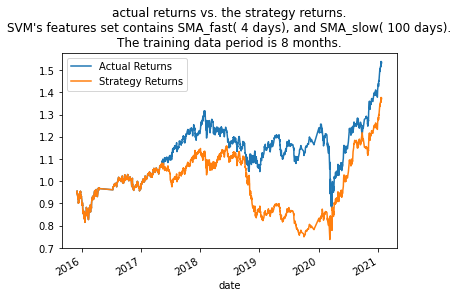 actual returns vs. the strategy returns.
SVM's features set contains SMA_fast( 4 days), and SMA_slow( 100 days).
The training data period is 8 months.
Actual Returns
Strategy Returns
1.5
1.4
1.3
1.2
1.1
1.0
0.9
0.8
0.7
2016
2017
2018
2019
2020
2021
date